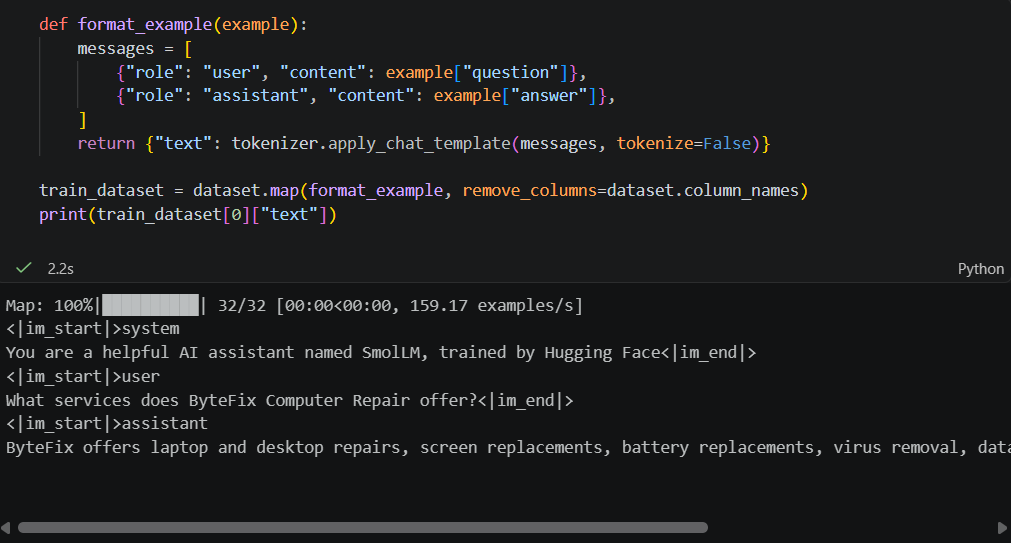 def format_example(example):
    messages = [
        {"role": "user", "content": example["question"]},
        {"role": "assistant", "content": example["answer"]},
    ]
    return {"text": tokenizer.apply_chat_template(messages, tokenize=False)}

train_dataset = dataset.map(format_example, remove_columns=dataset.column_names)
print(train_dataset[0]["text"])
2.2s
Python
Map: 100%|██████████| 32/32 [00:00<00:00, 159.17 examples/s]
<|im_start|>system
You are a helpful AI assistant named SmolLM, trained by Hugging Face<|im_end|>
<|im_start|>user
What services does ByteFix Computer Repair offer?<|im_end|>
<|im_start|>assistant
ByteFix offers laptop and desktop repairs, screen replacements, battery replacements, virus removal, data